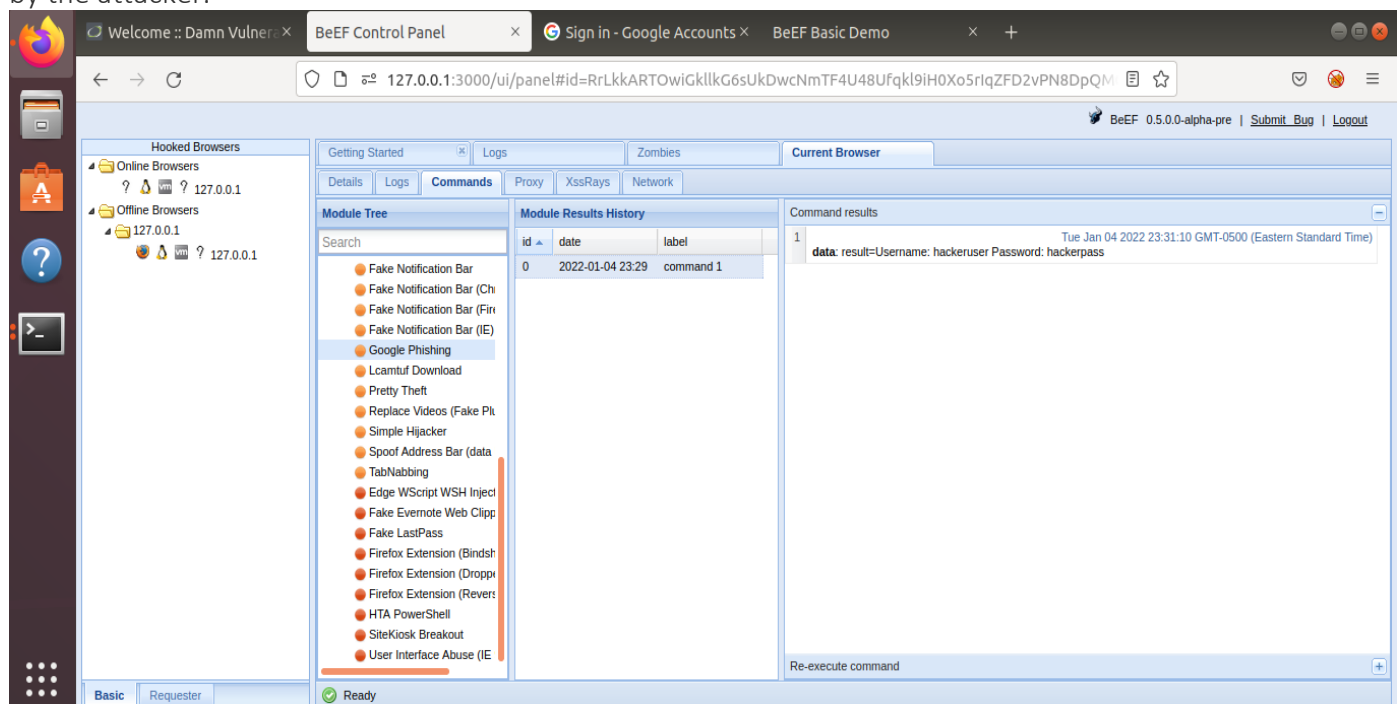 by the attacker.
Welcome :: Damn Vulnera
BeEF Control Panel
Sign in - Google Accounts
BeEF Basic Demo
127.0.0.1:3000/ui/panel#id=RrLkkARTOwiGkllkG6sUkDwcNmTF4U48Ufqkl9iH0Xo5rIqZFD2vPN8DpQM
BeEF 0.5.0.0-alpha-pre | Submit Bug | Logout
Hooked Browsers
Online Browsers
? vm ? 127.0.0.1
Offline Browsers
127.0.0.1
vm ? 127.0.0.1
Basic
Requester
Getting Started
Logs
Zombies
Current Browser
Details
Logs
Commands
Proxy
XssRays
Network
Module Tree
Search
Fake Notification Bar
Fake Notification Bar (Chr
Fake Notification Bar (Fire
Fake Notification Bar (IE)
Google Phishing
Lcamtuf Download
Pretty Theft
Replace Videos (Fake Plu
Simple Hijacker
Spoof Address Bar (data
TabNabbing
Edge WScript WSH Inject
Fake Evernote Web Clipp
Fake LastPass
Firefox Extension (Bindsh
Firefox Extension (Droppe
Firefox Extension (Revers
HTA PowerShell
SiteKiosk Breakout
User Interface Abuse (IE
Module Results History
id date label
0 2022-01-04 23:29 command 1
Command results
1 Tue Jan 04 2022 23:31:10 GMT-0500 (Eastern Standard Time)
data: result=Username: hackeruser Password: hackerpass
Re-execute command
Ready